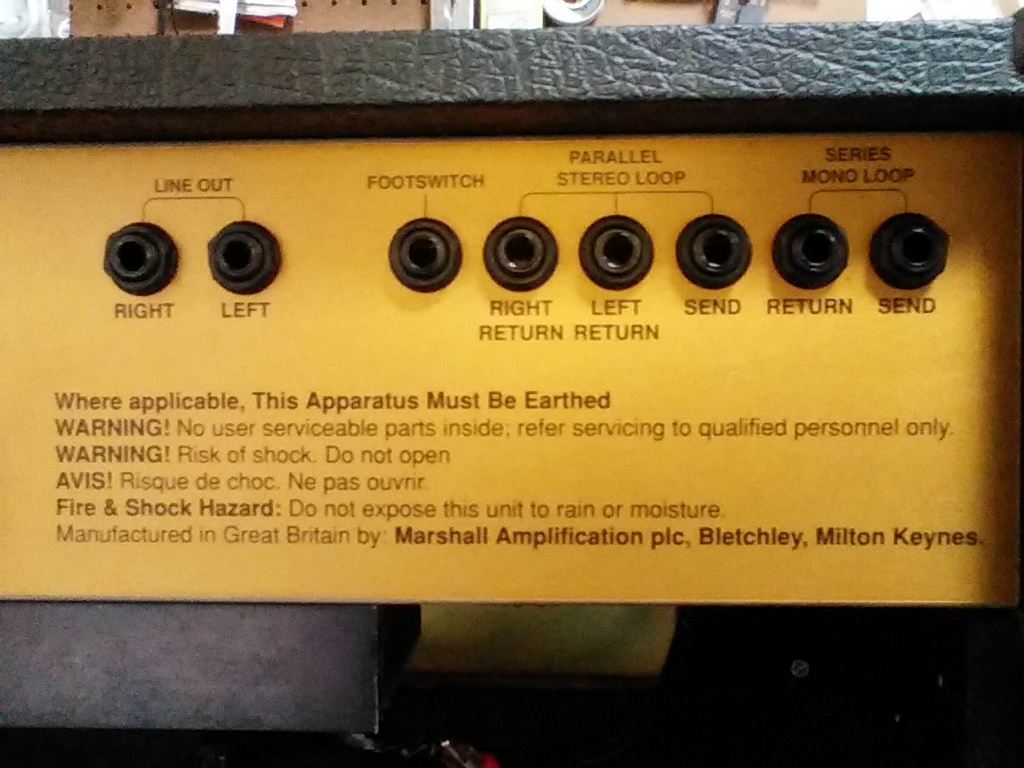 PARALLEL
STEREO LOOP
SERIES
MONO LOOP
LINE OUT
FOOTSWITCH
RIGHT
LEFT
RIGHT
RETURN
LEFT
RETURN
SEND
RETURN
SEND
Where applicable, This Apparatus Must Be Earthed
WARNING! No user serviceable parts inside; refer servicing to qualified personnel only.
WARNING! Risk of shock. Do not open
AVIS! Risque de choc. Ne pas ouvrir.
Fire & Shock Hazard: Do not expose this unit to rain or moisture.
Manufactured in Great Britain by: Marshall Amplification plc, Bletchley, Milton Keynes.